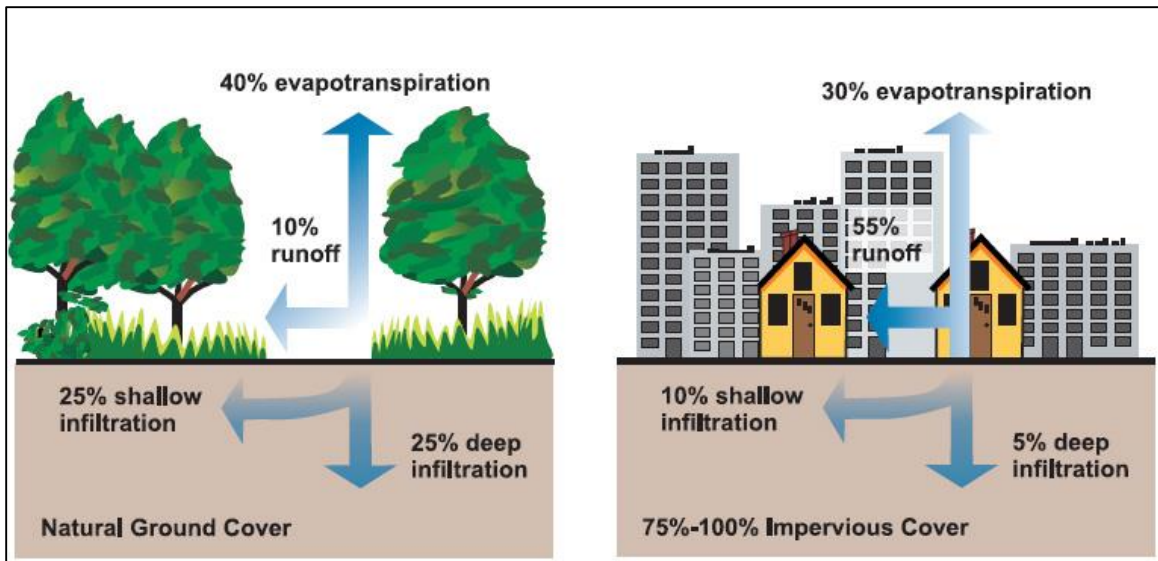 40% evapotranspiration
10%
runoff
25% shallow
infiltration
25% deep
infiltration
Natural Ground Cover
30% evapotranspiration
55%
runoff
10% shallow
infiltration
5% deep
infiltration
75%-100% Impervious Cover